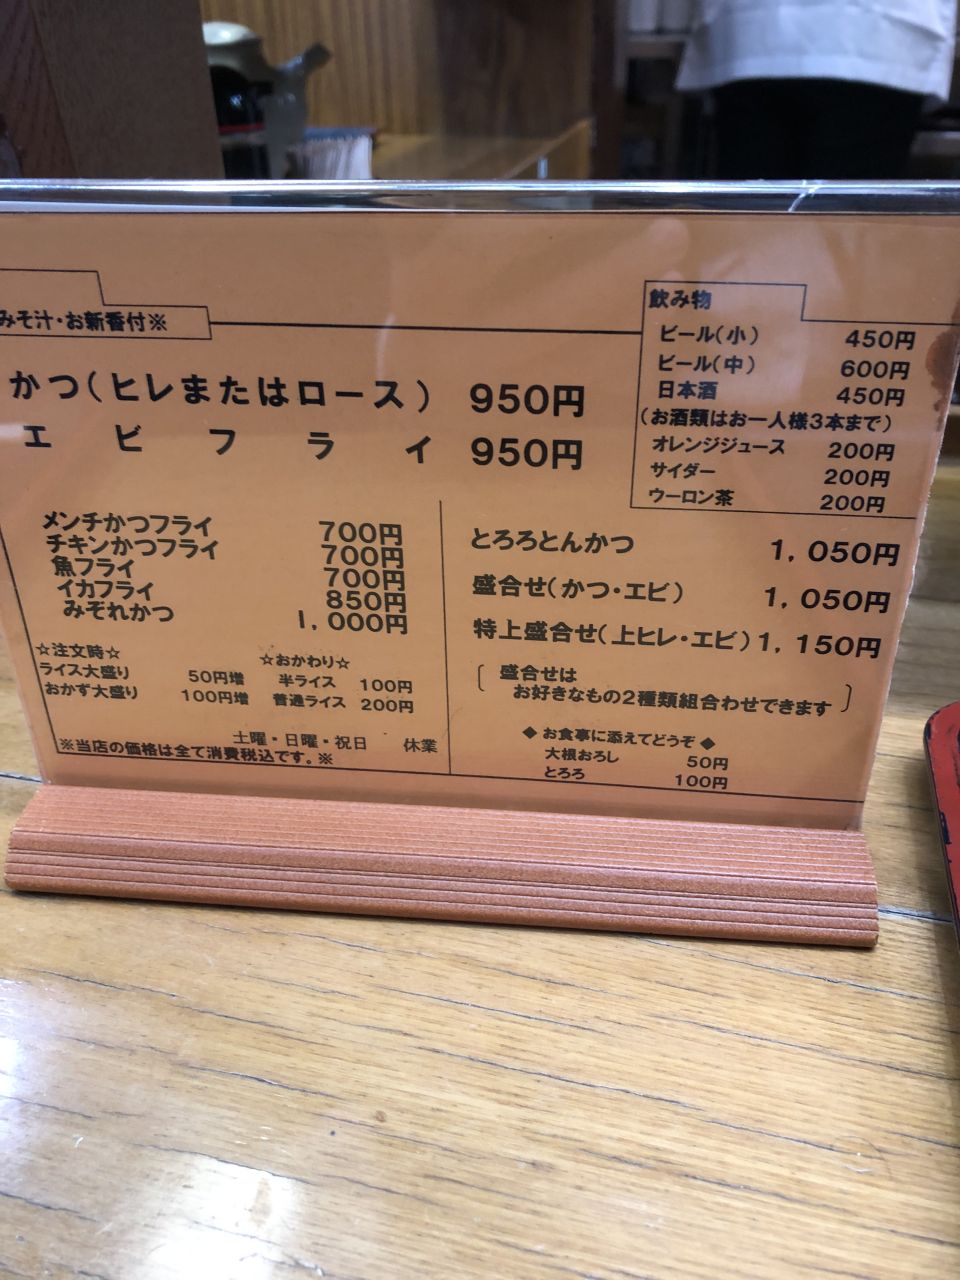 みそ汁・お新香付※
かつ（ヒレまたはロース） 950円
エビフライ 950円
飲み物
ビール（小） 450円
ビール（中） 600円
日本酒 450円
（お酒類はお一人様3本まで）
オレンジジュース 200円
サイダー 200円
ウーロン茶 200円
メンチかつフライ 700円
チキンかつフライ 700円
魚フライ 700円
イカフライ 850円
みぞれかつ 1,000円
☆注文時☆
ライス大盛り 50円増
おかず大盛り 100円増
☆おかわり☆
半ライス 100円
普通ライス 200円
土曜・日曜・祝日 休業
※当店の価格は全て消費税込です。※
とろろとんかつ 1,050円
盛合せ（かつ・エビ） 1,050円
特上盛合せ（上ヒレ・エビ） 1,150円
盛合せは
お好きなもの2種類組合わせできます
◆ お食事に添えてどうぞ ◆
大根おろし 50円
とろろ 100円